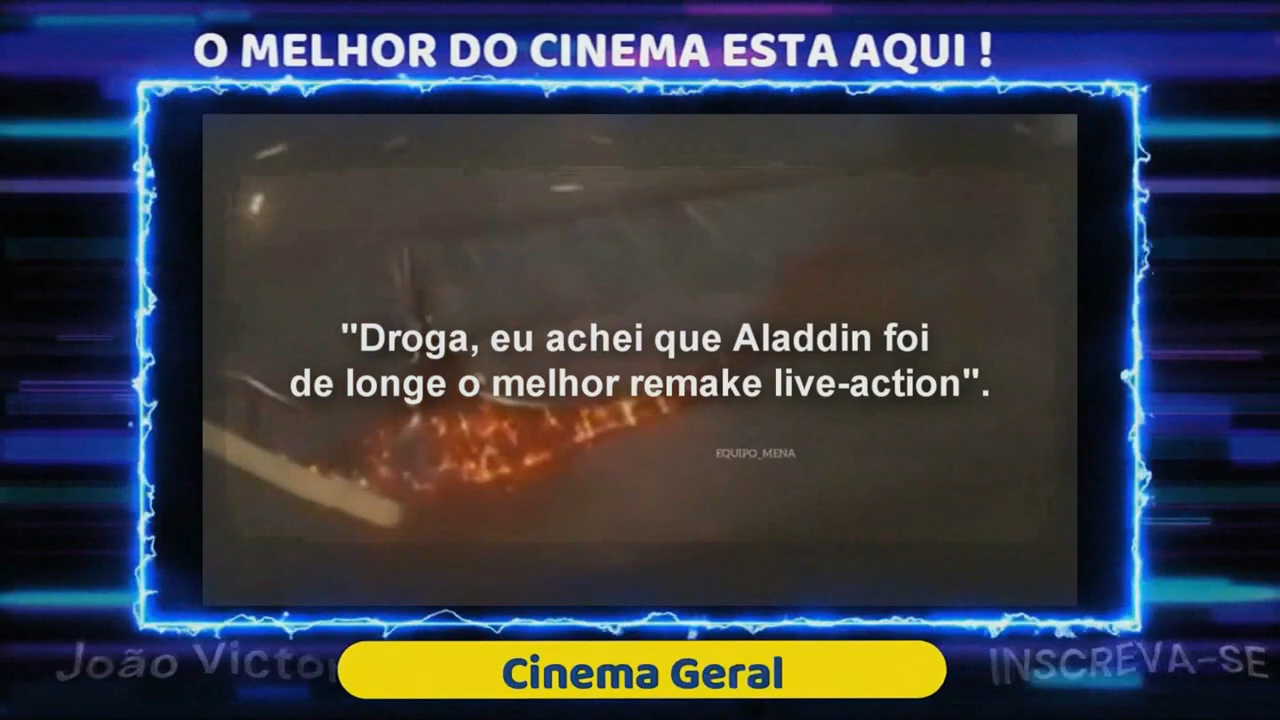 O MELHOR DO CINEMA ESTA AQUI !
"Droga, eu achei que Aladdin foi
de longe o melhor remake live-action".
EQUIPO_MENA
João Victor
INSCREVA-SE
Cinema Geral